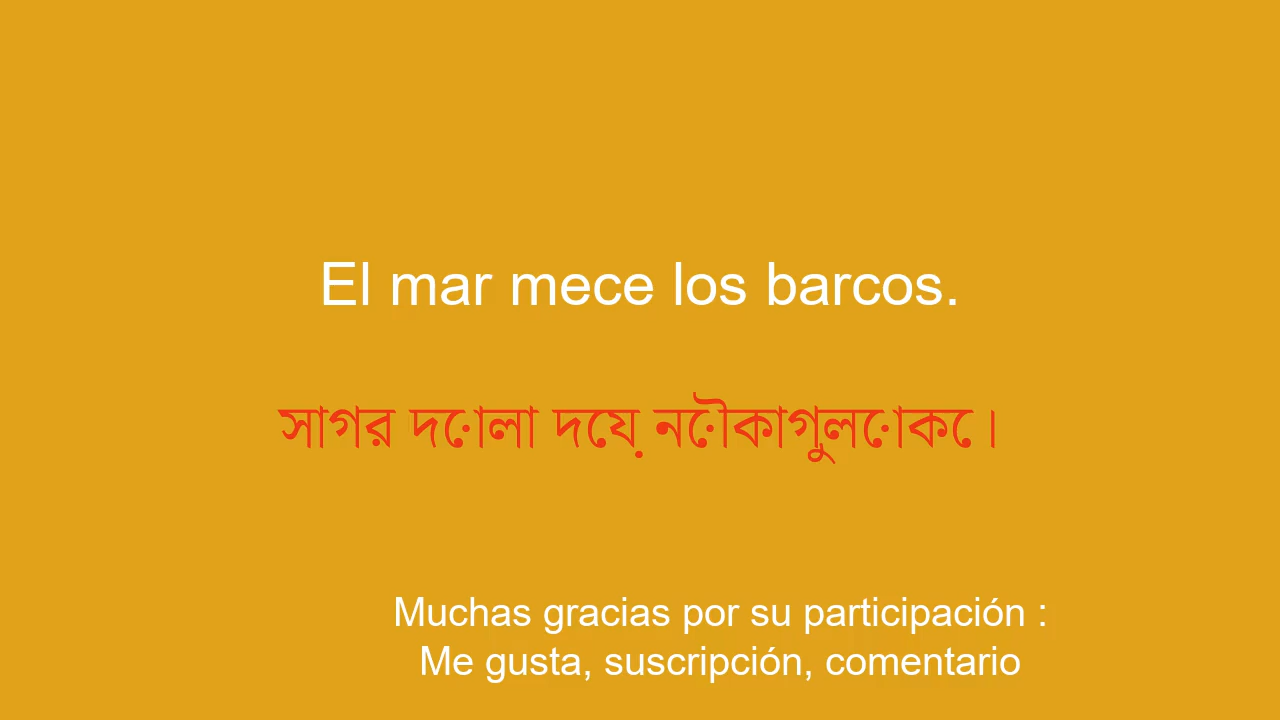 El mar mece los barcos.
সাগর দোলা দেয় নৌকাগুলোকে।
Muchas gracias por su participación :
Me gusta, suscripción, comentario